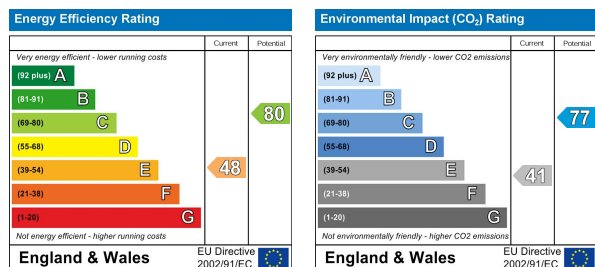 Energy Efficiency Rating
Current Potential
Very energy efficient - lower running costs
(92 plus) A
(81-91) B
(69-80) C
(55-68) D
(39-54) E
(21-38) F
(1-20) G
48
80
Not energy efficient - higher running costs
England & Wales
EU Directive
2002/91/EC
Environmental Impact (CO₂) Rating
Current Potential
Very environmentally friendly - lower CO2 emissions
(92 plus) A
(81-91) B
(69-80) C
(55-68) D
(39-54) E
(21-38) F
(1-20) G
41
77
Not environmentally friendly - higher CO2 emissions
England & Wales
EU Directive
2002/91/EC